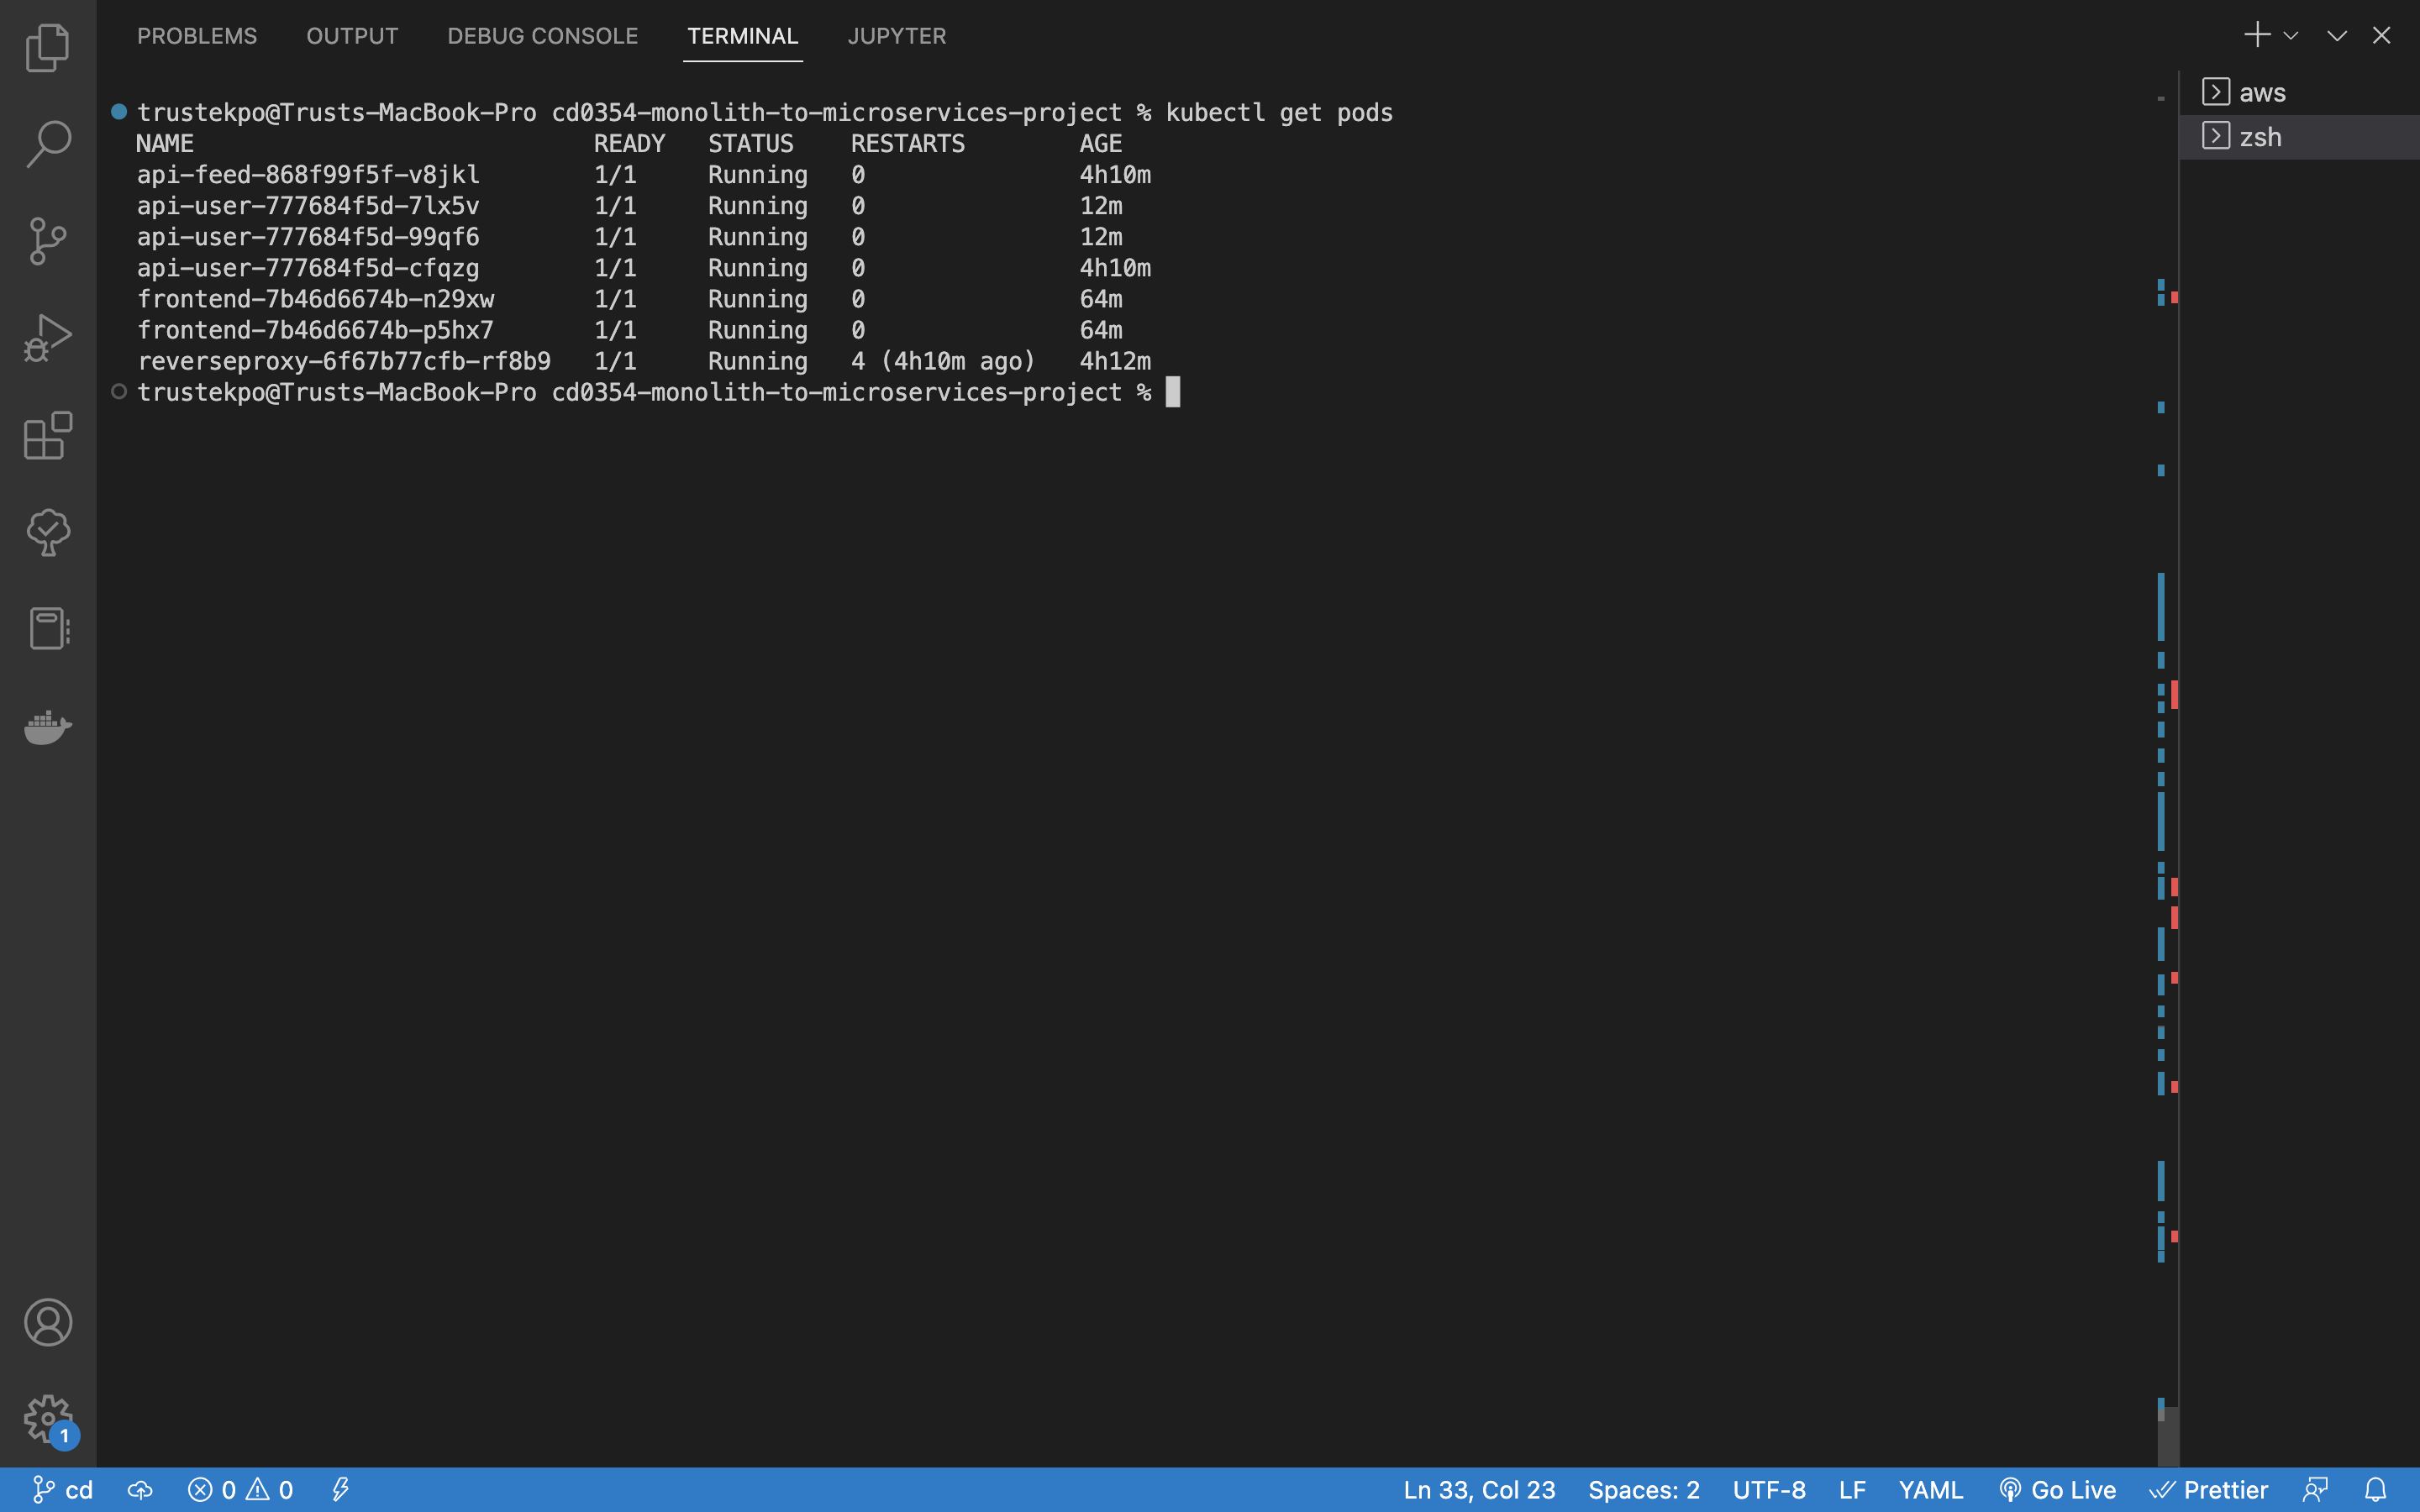 PROBLEMS OUTPUT DEBUG CONSOLE TERMINAL JUPYTER
aws
zsh
trustekpo@Trusts-MacBook-Pro cd0354-monolith-to-microservices-project % kubectl get pods
NAME READY STATUS RESTARTS AGE
api-feed-868f99f5f-v8jkl 1/1 Running 0 4h10m
api-user-777684f5d-7lx5v 1/1 Running 0 12m
api-user-777684f5d-99qf6 1/1 Running 0 12m
api-user-777684f5d-cfqzg 1/1 Running 0 4h10m
frontend-7b46d6674b-n29xw 1/1 Running 0 64m
frontend-7b46d6674b-p5hx7 1/1 Running 0 64m
reverseproxy-6f67b77cfb-rf8b9 1/1 Running 4 (4h10m ago) 4h12m
trustekpo@Trusts-MacBook-Pro cd0354-monolith-to-microservices-project %
1
cd 0 0 Ln 33, Col 23 Spaces: 2 UTF-8 LF YAML Go Live Prettier